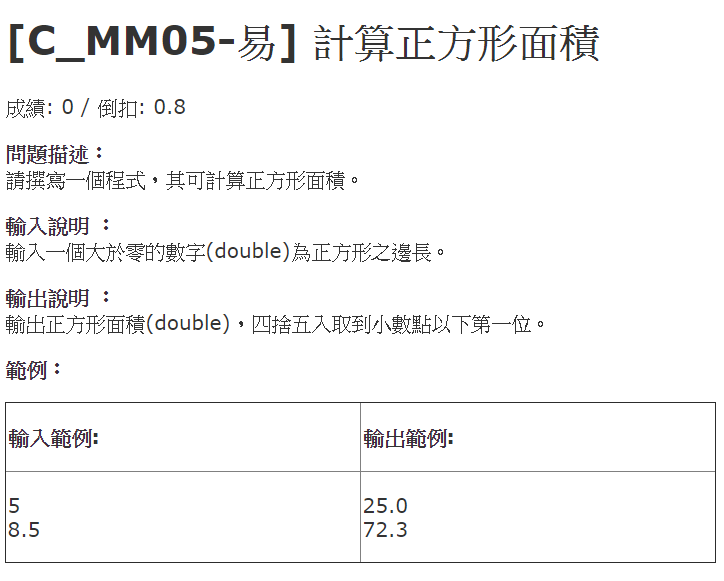 [C_MM05-易] 計算正方形面積
成績: 0 / 倒扣: 0.8
問題描述：
請撰寫一個程式，其可計算正方形面積。
輸入說明 ：
輸入一個大於零的數字(double)為正方形之邊長。
輸出說明 ：
輸出正方形面積(double)，四捨五入取到小數點以下第一位。
範例：
輸入範例:
輸出範例:
5
8.5
25.0
72.3